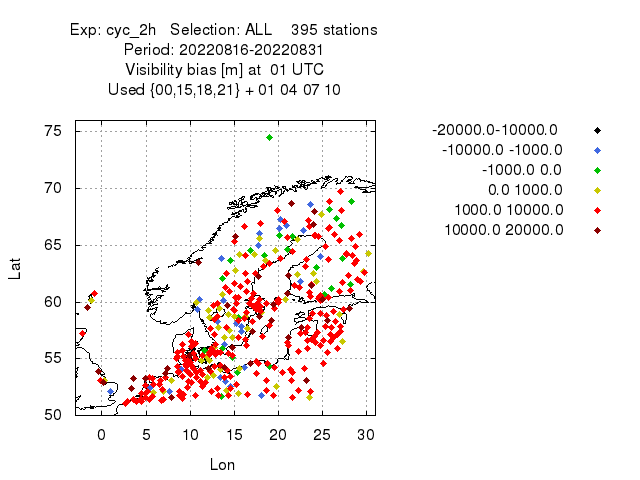 Exp: cyc_2h Selection: ALL 395 stations
Period: 20220816-20220831
Visibility bias [m] at 01 UTC
Used {00,15,18,21} + 01 04 07 10
75
70
65
60
55
50
0 5 10 15 20 25 30
Lat
Lon
-20000.0-10000.0
-10000.0 -1000.0
-1000.0 0.0
0.0 1000.0
1000.0 10000.0
10000.0 20000.0